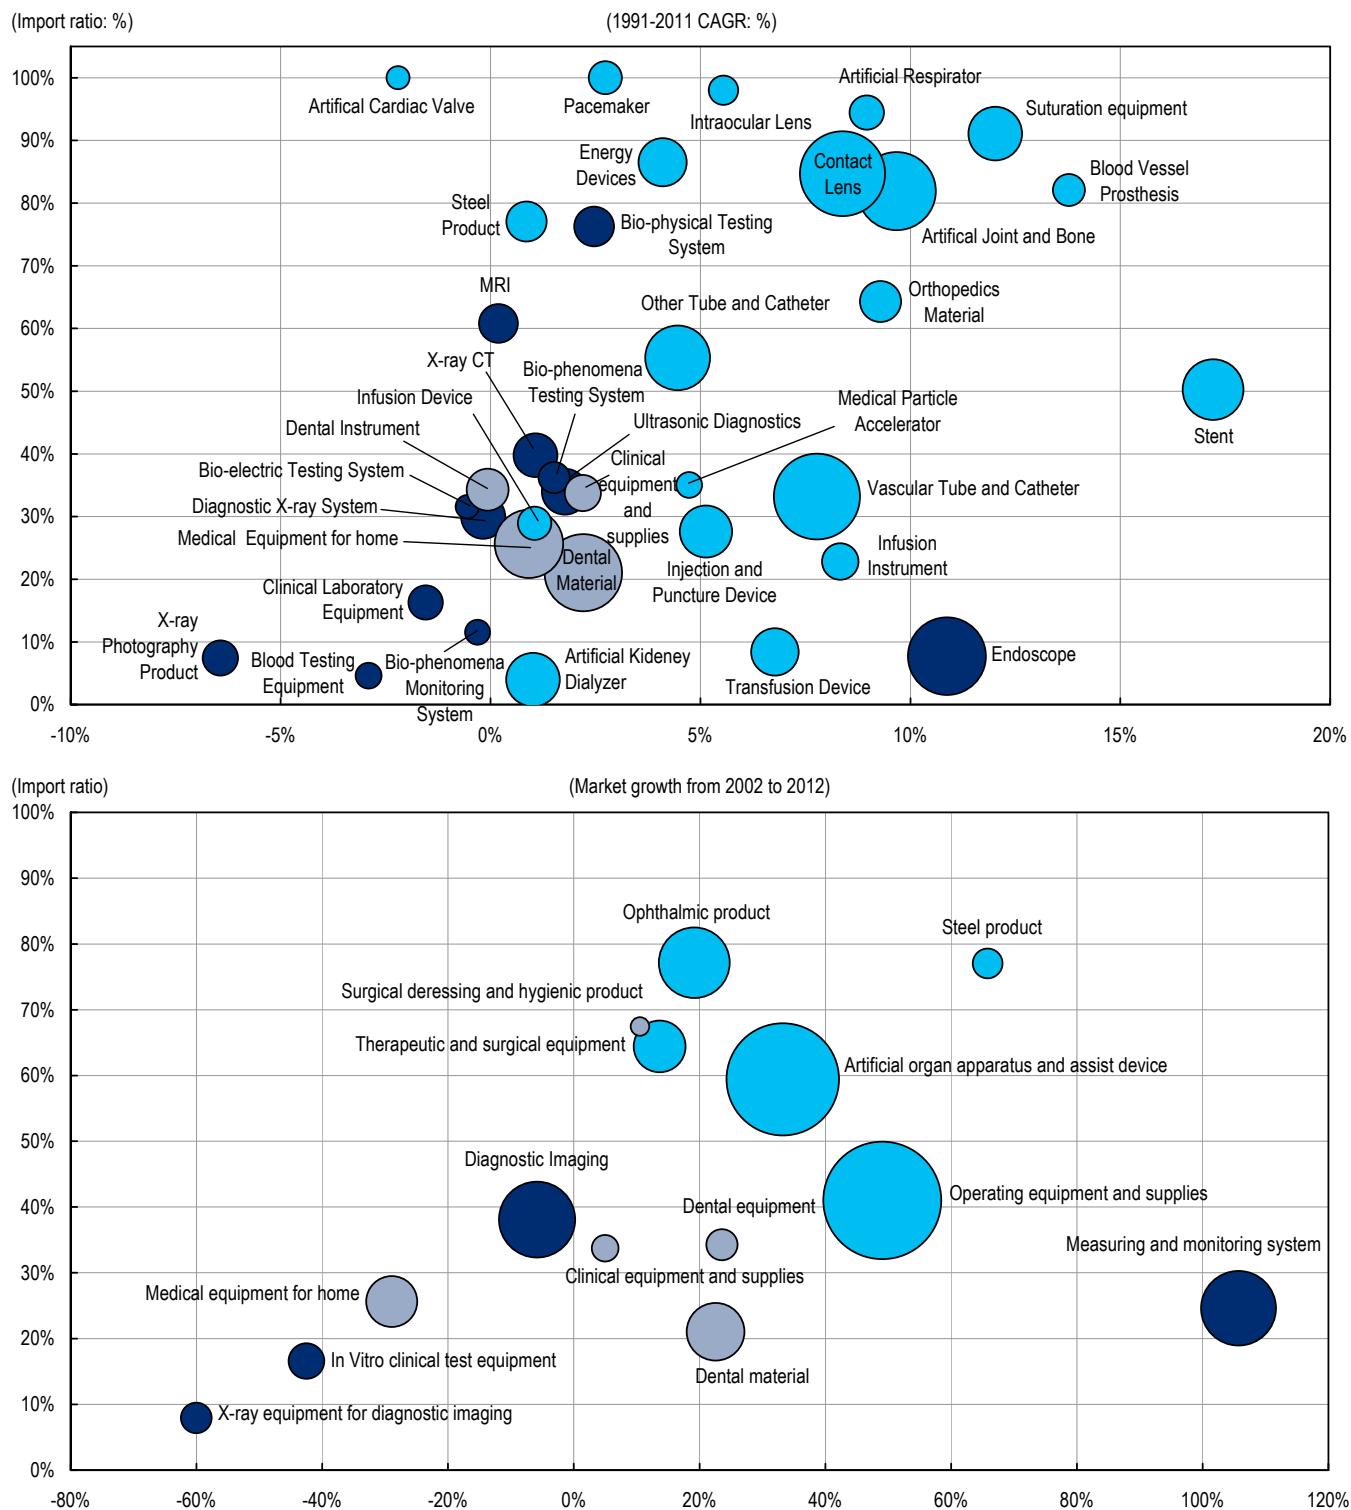 (Import ratio: %)
(1991-2011 CAGR: %)
100%
90%
80%
70%
60%
50%
40%
30%
20%
10%
0%
Artifical Cardiac Valve
Pacemaker
Intraocular Lens
Artificial Respirator
Suturation equipment
Energy
Devices
Contact
Lens
Blood Vessel
Prosthesis
Steel
Product
Bio-physical Testing
System
Artifical Joint and Bone
MRI
Other Tube and Catheter
Orthopedics
Material
X-ray CT
Bio-phenomena
Testing System
Infusion Device
Medical Particle
Accelerator
Dental Instrument
Ultrasonic Diagnostics
Stent
Bio-electric Testing System
Clinical
equipment
and
supplies
Diagnostic X-ray System
Vascular Tube and Catheter
Medical  Equipment for home
Dental
Material
Injection and
Puncture Device
Infusion
Instrument
Clinical Laboratory
Equipment
X-ray
Photography
Product
Blood Testing
Equipment
Bio-phenomena
Monitoring
System
Artificial Kideney
Dialyzer
Transfusion Device
Endoscope
-10%
-5%
0%
5%
10%
15%
20%
(Import ratio)
(Market growth from 2002 to 2012)
100%
90%
80%
70%
60%
50%
40%
30%
20%
10%
0%
Ophthalmic product
Steel product
Surgical deressing and hygienic product
Therapeutic and surgical equipment
Artificial organ apparatus and assist device
Diagnostic Imaging
Dental equipment
Operating equipment and supplies
Clinical equipment and supplies
Measuring and monitoring system
Medical equipment for home
In Vitro clinical test equipment
Dental material
X-ray equipment for diagnostic imaging
-80%
-60%
-40%
-20%
0%
20%
40%
60%
80%
100%
120%